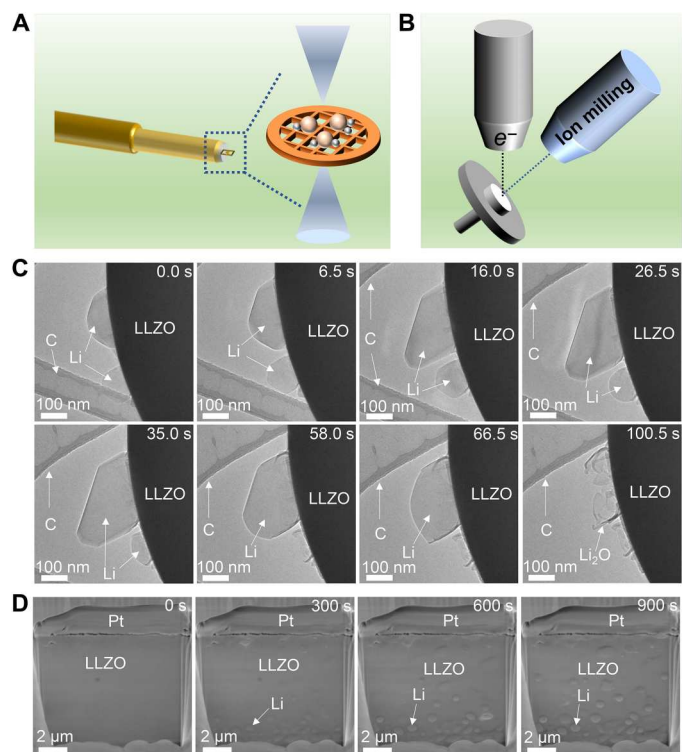 A
B
e–
Ion milling
C
0.0 s
LLZO
C
Li
100 nm
6.5 s
LLZO
Li
100 nm
16.0 s
LLZO
C
Li
100 nm
26.5 s
LLZO
C
Li
100 nm
35.0 s
LLZO
C
Li
100 nm
58.0 s
LLZO
C
Li
100 nm
66.5 s
LLZO
C
Li
100 nm
100.5 s
LLZO
C
Li₂O
100 nm
D
0 s
Pt
LLZO
2 µm
300 s
Pt
LLZO
Li
2 µm
600 s
Pt
LLZO
Li
2 µm
900 s
Pt
LLZO
Li
2 µm